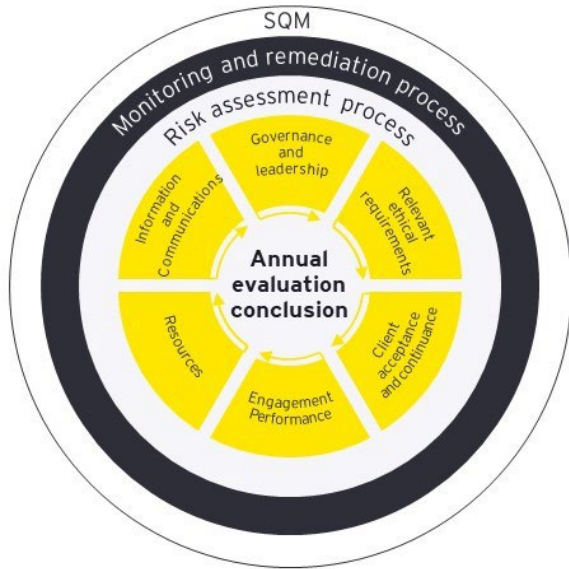 SQM
Monitoring and remediation process
Risk assessment process
Governance
and
leadership
Relevant
ethical
requirements
Client
acceptance
and continuance
Engagement
Performance
Resources
Information
and
Communications
Annual
evaluation
conclusion